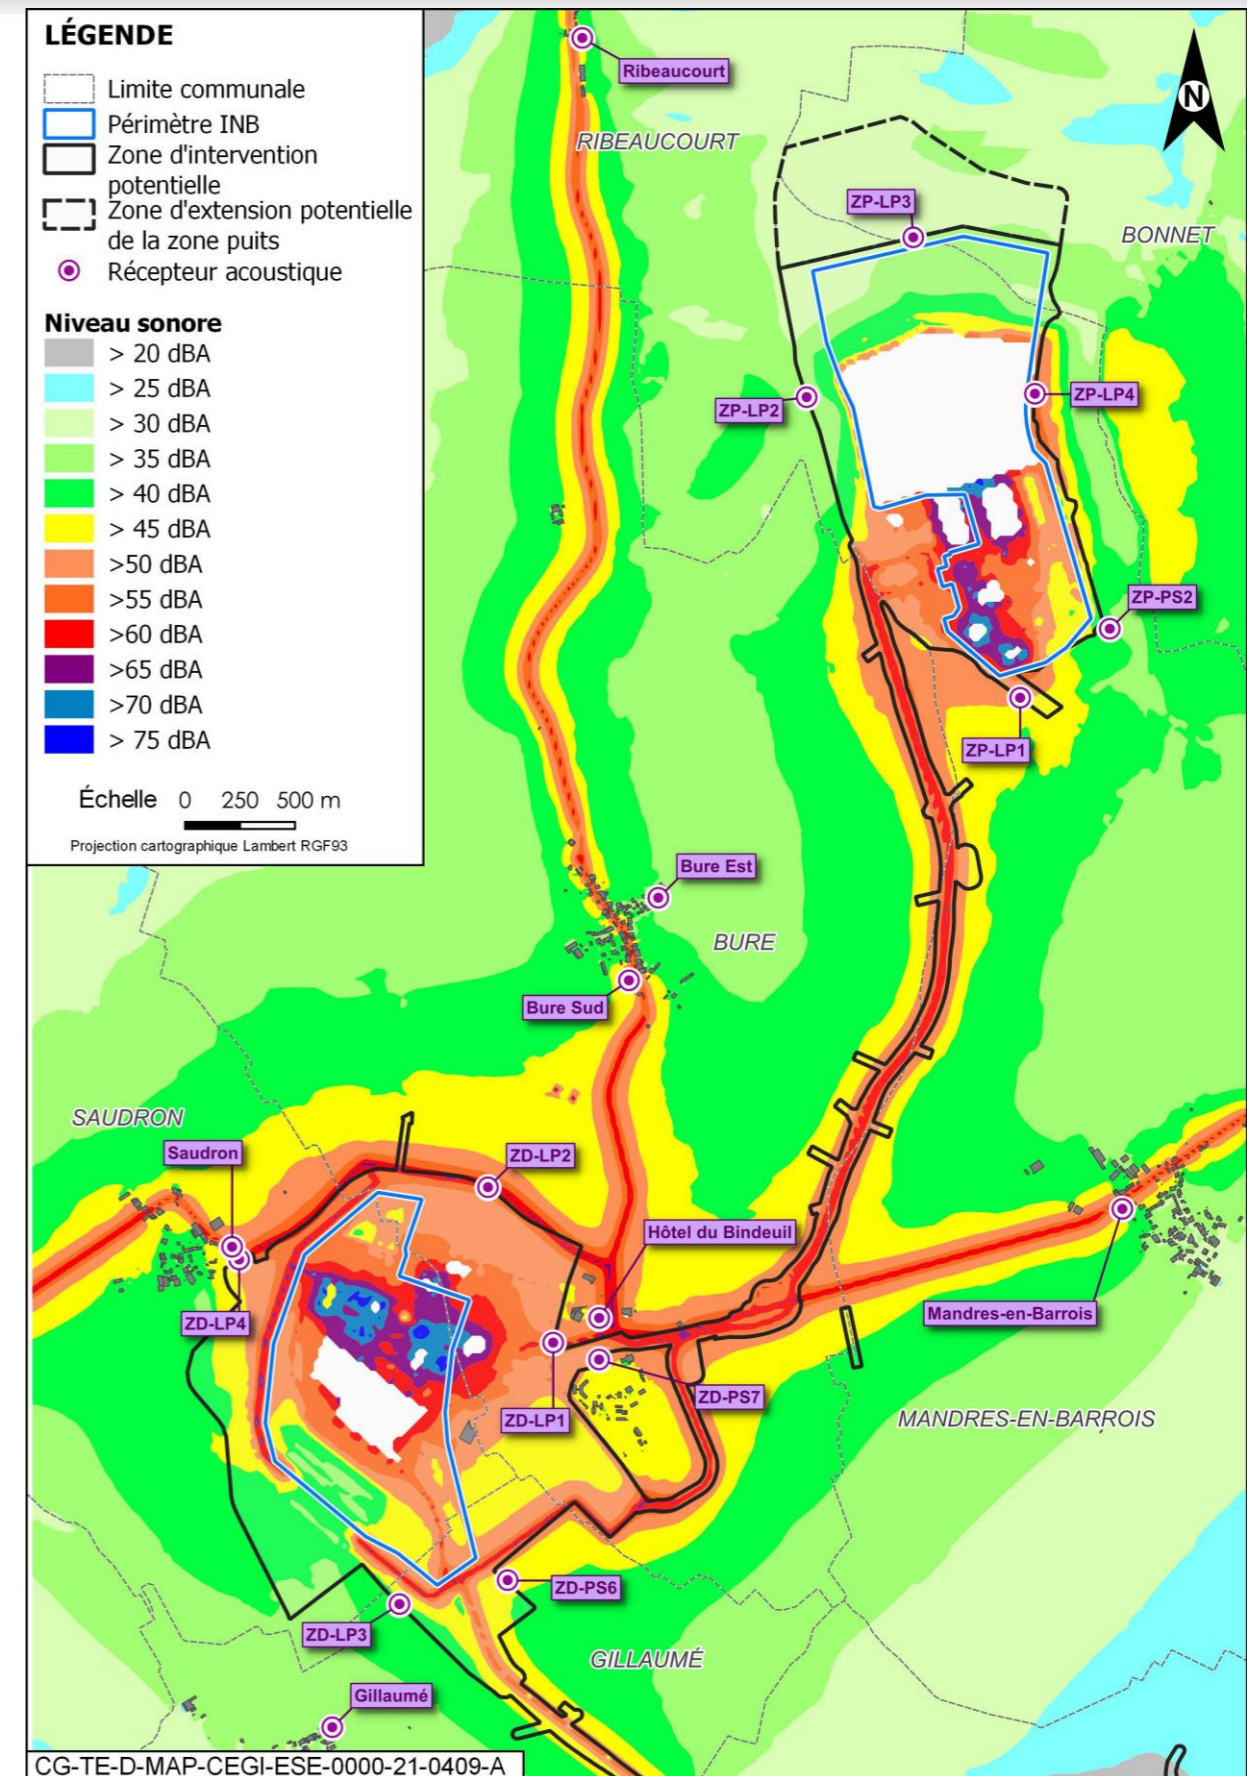 LÉGENDE
Limite communale
Périmètre INB
Zone d'intervention
potentielle
Zone d'extension potentielle
de la zone puits
Récepteur acoustique
Niveau sonore
> 20 dBA
> 25 dBA
> 30 dBA
> 35 dBA
> 40 dBA
> 45 dBA
>50 dBA
>55 dBA
>60 dBA
>65 dBA
>70 dBA
> 75 dBA
Échelle 0 250 500 m
Projection cartographique Lambert RGF93
N
Ribeaucourt
RIBEAUCOURT
ZP-LP3
BONNET
ZP-LP2
ZP-LP4
ZP-PS2
ZP-LP1
Bure Est
BURE
Bure Sud
SAUDRON
Saudron
ZD-LP2
Hôtel du Bindeuil
ZD-LP4
Mandres-en-Barrois
ZD-PS7
ZD-LP1
MANDRES-EN-BARROIS
ZD-PS6
ZD-LP3
GILLAUMÉ
Gillaumé
CG-TE-D-MAP-CEGI-ESE-0000-21-0409-A